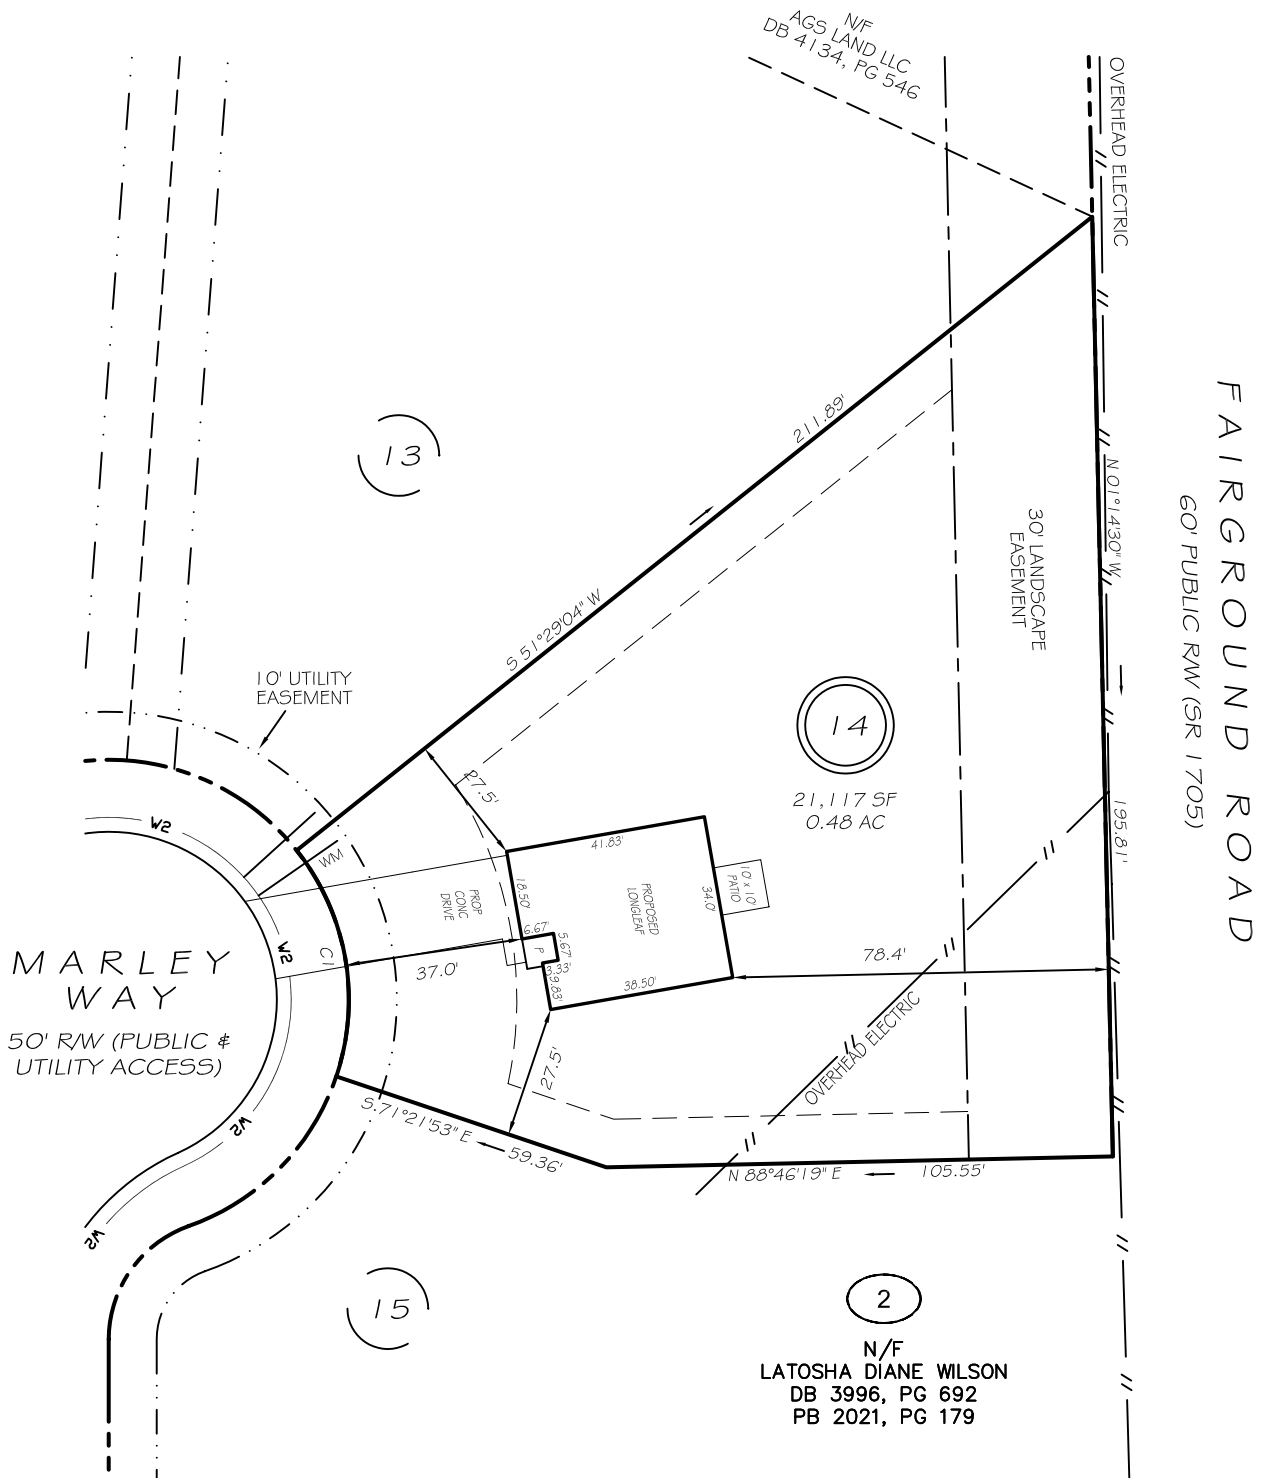 N/F
AGS LAND LLC
DB 4134, PG 546
OVERHEAD ELECTRIC
FAIRGROUND ROAD
60' PUBLIC R/W (SR 1705)
13
211.89'
S 51°29'04" W
N 01°14'30" W
195.81'
30' LANDSCAPE
EASEMENT
10' UTILITY
EASEMENT
14
21,117 SF
0.48 AC
27.5'
41.83'
18.50'
PROPOSED
LONGLEAF
34.0'
10' x 10'
PATIO
PROP
CONC
DRIVE
WM
W2
W2
W2
W2
C1
6.67'
5.67'
P
3.33'
9.83'
38.50'
37.0'
78.4'
MARLEY
WAY
50' R/W (PUBLIC &
UTILITY ACCESS)
OVERHEAD ELECTRIC
27.5'
S 71°21'53" E
59.36'
N 88°46'19" E
105.55'
15
2
N/F
LATOSHA DIANE WILSON
DB 3996, PG 692
PB 2021, PG 179